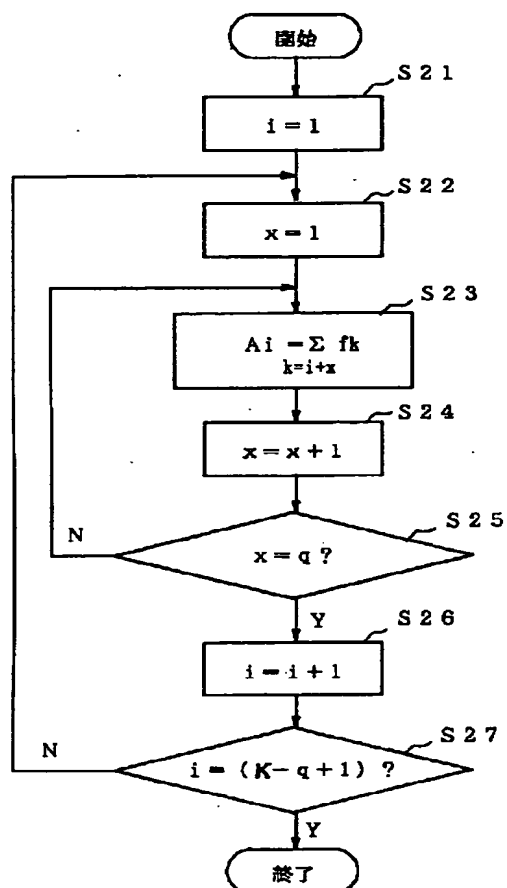 開始
S21
i = 1
S22
x = 1
S23
Ai = Σ fk
k=i+x
S24
x = x + 1
S25
x = q ?
N
Y
S26
i = i + 1
S27
i = (K - q + 1) ?
N
Y
終了